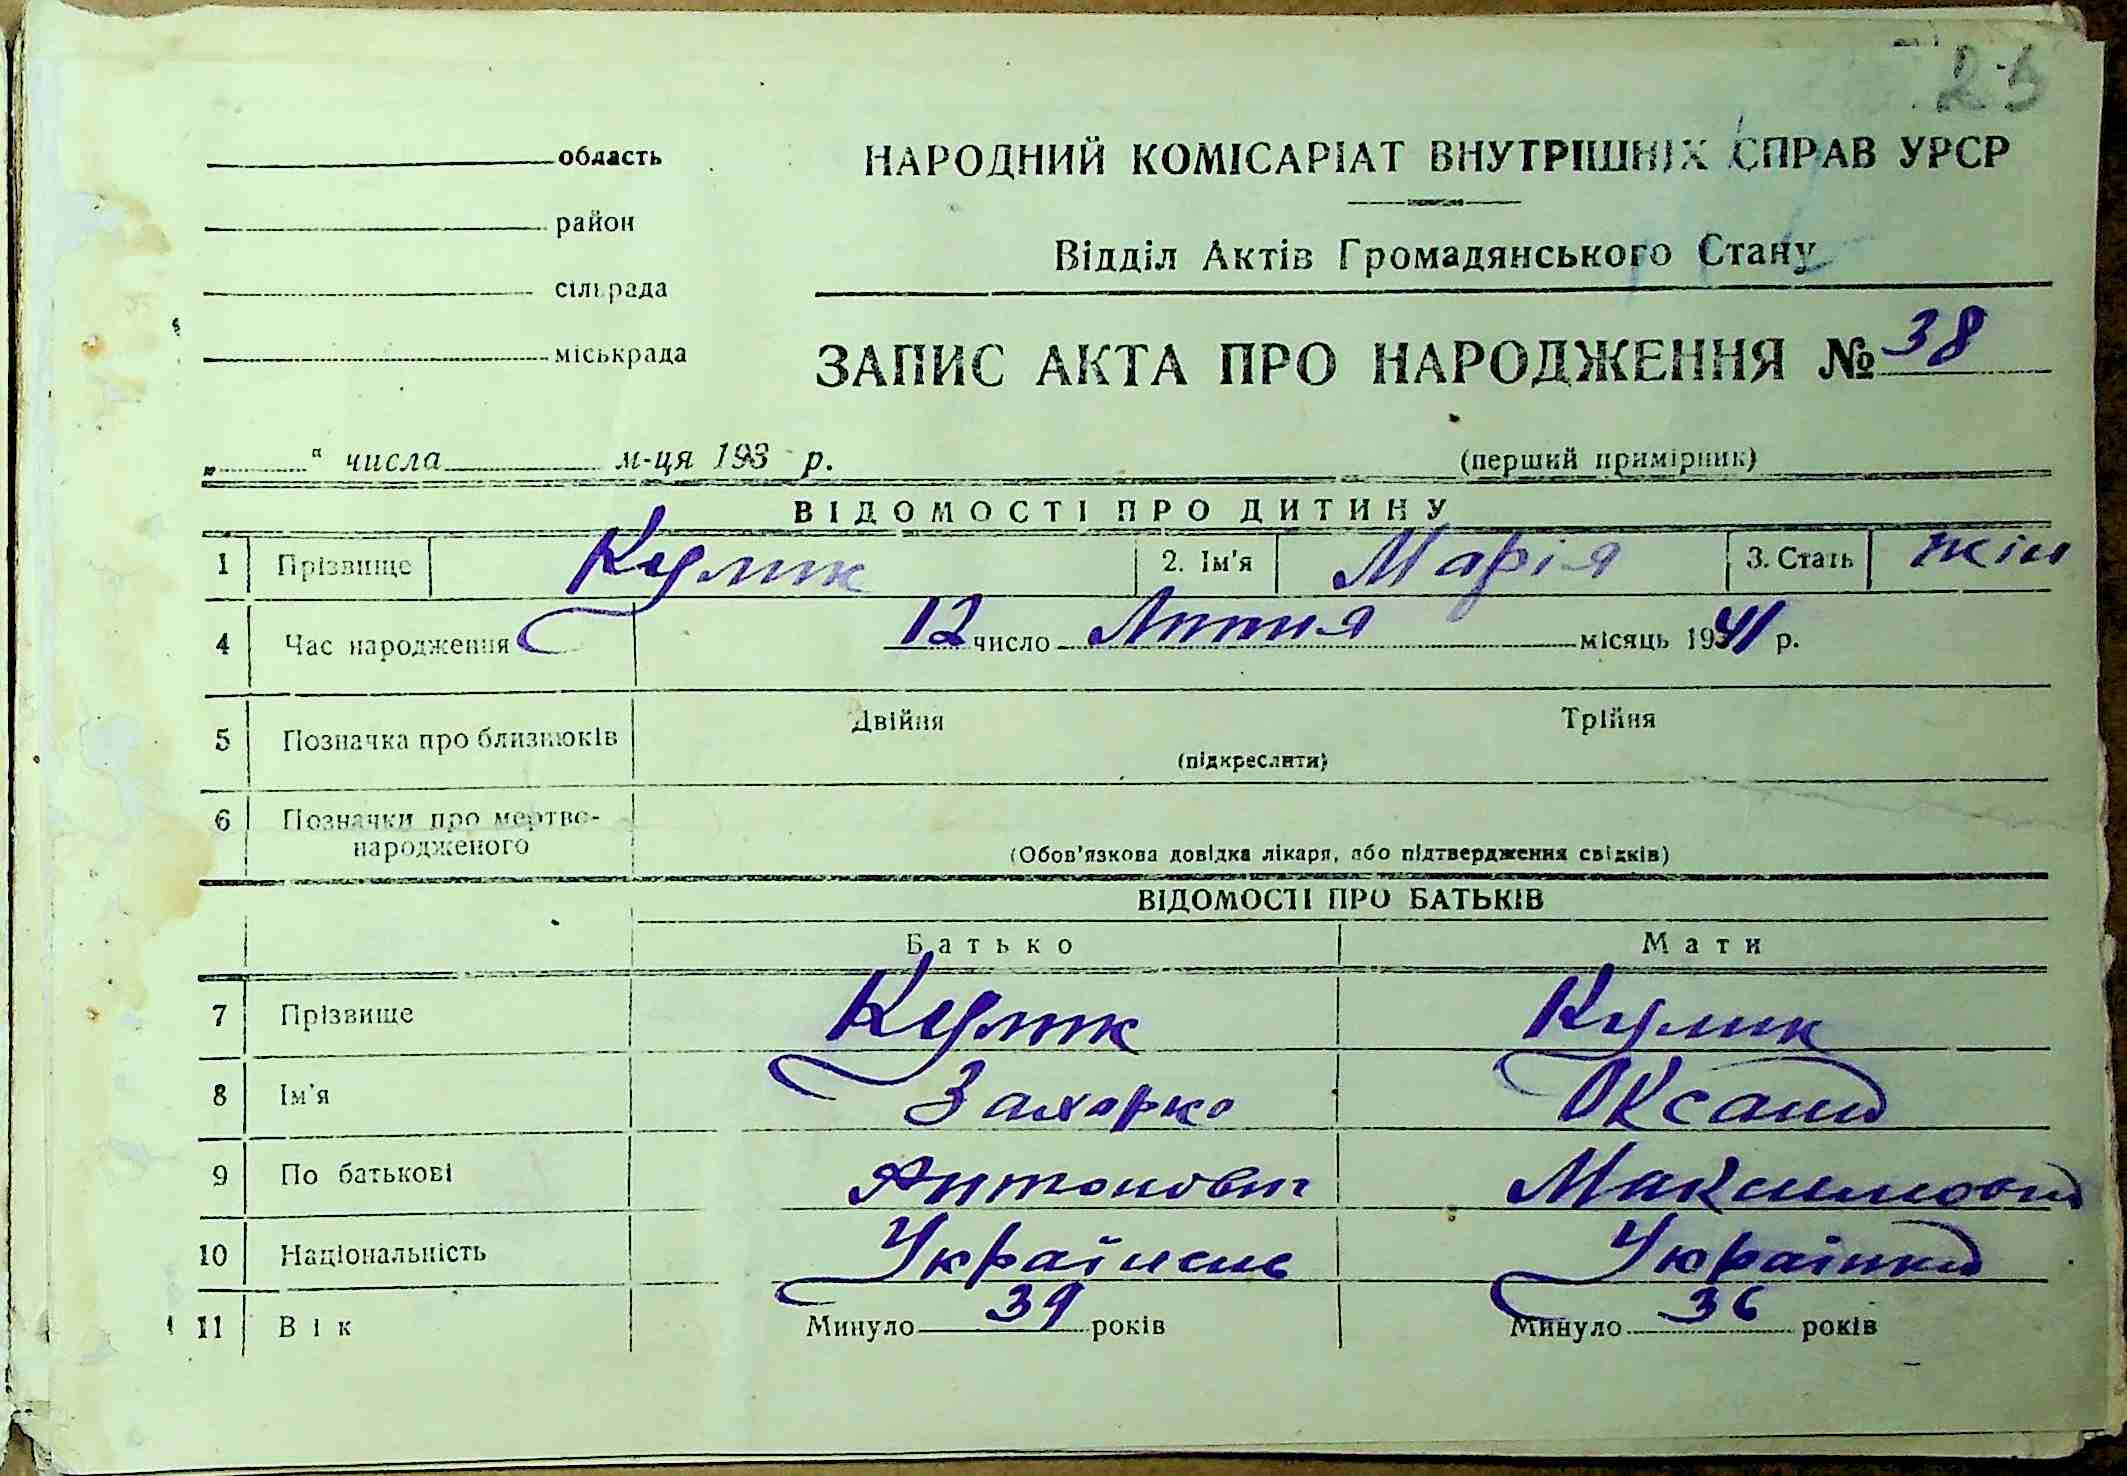 23
область
район
сільрада
міськрада
НАРОДНИЙ КОМІСАРІАТ ВНУТРІШНІХ СПРАВ УРСР
Відділ Актів Громадянського Стану
ЗАПИС АКТА ПРО НАРОДЖЕННЯ № 38
„ “ числа м-ця 193 р. (перший примірник)
ВІДОМОСТІ ПРО ДИТИНУ
1 Прізвище Кулик 2. Ім'я Марія 3. Стать жін
4 Час народження 12 число Липня місяць 1941 р.
5 Позначка про близнюків Двійня Трійня
(підкреслити)
6 Позначки про мертво-
народженого
(Обов'язкова довідка лікаря, або підтвердження свідків)
ВІДОМОСТІ ПРО БАТЬКІВ
Батько Мати
7 Прізвище Кулик Кулик
8 Ім'я Захарко Оксана
9 По батькові Антонович Максимовна
10 Національність Українець Українка
11 Вік Минуло 39 років Минуло 36 років